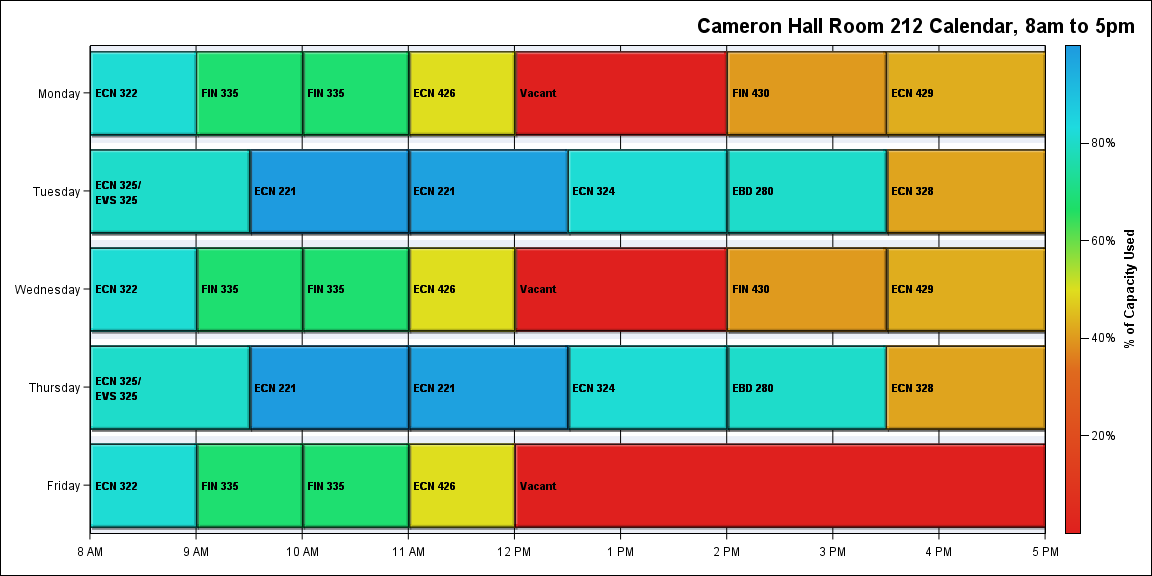 Cameron Hall Room 212 Calendar, 8am to 5pm
Monday
ECN 322
FIN 335
FIN 335
ECN 426
Vacant
FIN 430
ECN 429
Tuesday
ECN 325/
EVS 325
ECN 221
ECN 221
ECN 324
EBD 280
ECN 328
Wednesday
ECN 322
FIN 335
FIN 335
ECN 426
Vacant
FIN 430
ECN 429
Thursday
ECN 325/
EVS 325
ECN 221
ECN 221
ECN 324
EBD 280
ECN 328
Friday
ECN 322
FIN 335
FIN 335
ECN 426
Vacant
8 AM
9 AM
10 AM
11 AM
12 PM
1 PM
2 PM
3 PM
4 PM
5 PM
80%
60%
40%
20%
% of Capacity Used